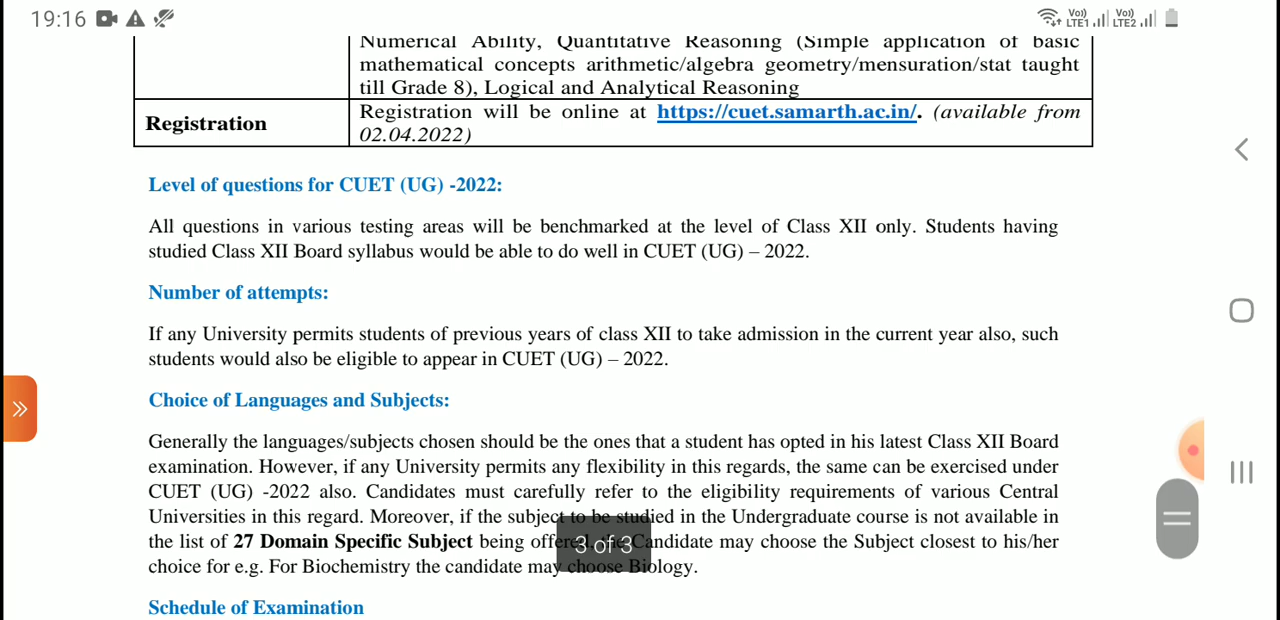 19:16
Vo)) LTE1 Vo)) LTE2
Numerical Ability, Quantitative Reasoning (Simple application of basic
mathematical concepts arithmetic/algebra geometry/mensuration/stat taught
till Grade 8), Logical and Analytical Reasoning
Registration
Registration will be online at https://cuet.samarth.ac.in/. (available from
02.04.2022)
Level of questions for CUET (UG) -2022:
All questions in various testing areas will be benchmarked at the level of Class XII only. Students having
studied Class XII Board syllabus would be able to do well in CUET (UG) – 2022.
Number of attempts:
If any University permits students of previous years of class XII to take admission in the current year also, such
students would also be eligible to appear in CUET (UG) – 2022.
Choice of Languages and Subjects:
Generally the languages/subjects chosen should be the ones that a student has opted in his latest Class XII Board
examination. However, if any University permits any flexibility in this regards, the same can be exercised under
CUET (UG) -2022 also. Candidates must carefully refer to the eligibility requirements of various Central
Universities in this regard. Moreover, if the subject to be studied in the Undergraduate course is not available in
the list of 27 Domain Specific Subject being offered, the Candidate may choose the Subject closest to his/her
choice for e.g. For Biochemistry the candidate may choose Biology.
3 of 3
Schedule of Examination